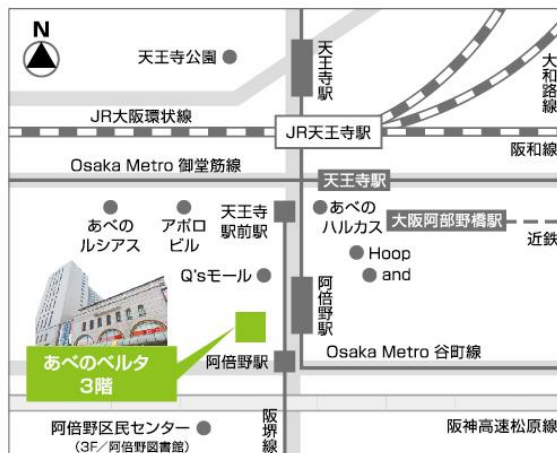 N
天王寺公園
天王寺駅
大和路線
JR大阪環状線
JR天王寺駅
阪和線
Osaka Metro 御堂筋線
天王寺駅
あべの
ルシアス
アポロ
ビル
天王寺
駅前駅
あべの
ハルカス
大阪阿部野橋駅
近鉄
Hoop
and
Q'sモール
阿倍野駅
あべのベルタ
3階
阿倍野駅
Osaka Metro 谷町線
阪堺線
阪神高速松原線
阿倍野区民センター
(3F/阿倍野図書館)